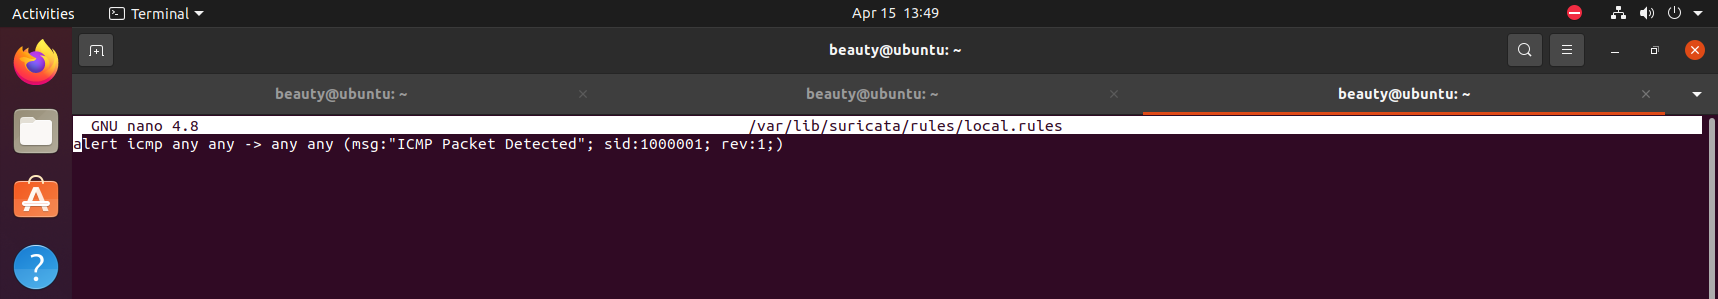 Activities Terminal Apr 15 13:49
beauty@ubuntu: ~
beauty@ubuntu: ~ beauty@ubuntu: ~ beauty@ubuntu: ~
GNU nano 4.8 /var/lib/suricata/rules/local.rules
alert icmp any any -> any any (msg:"ICMP Packet Detected"; sid:1000001; rev:1;)